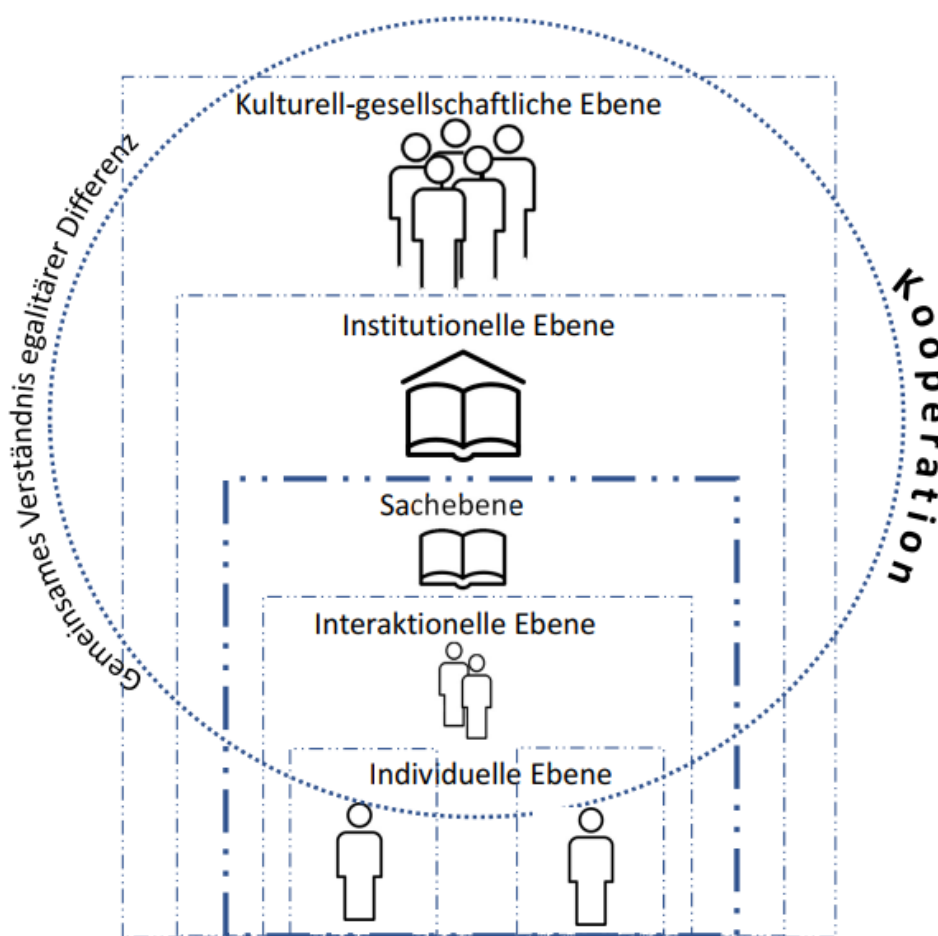 Kulturell-gesellschaftliche Ebene
Gemeinsames Verständnis egalitärer Differenz
Kooperation
Institutionelle Ebene
Sachebene
Interaktionelle Ebene
Individuelle Ebene